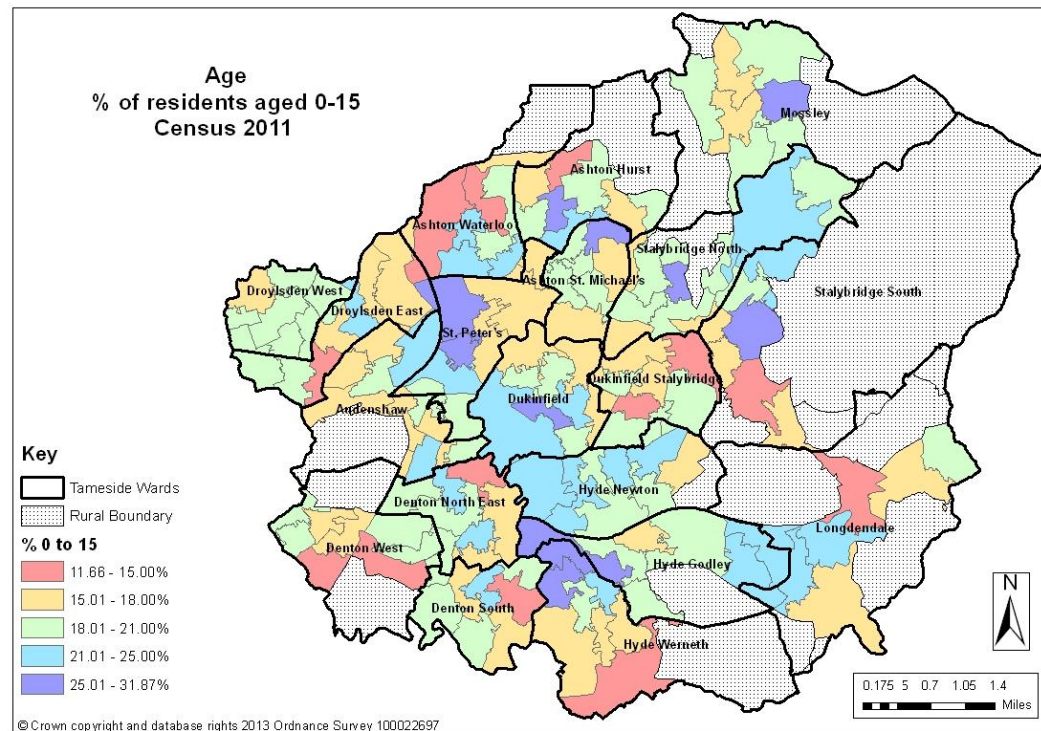 Age
% of residents aged 0-15
Census 2011
Mossley
Ashton Hurst
Ashton Waterloo
Stalybridge North
Ashton St. Michael's
Stalybridge South
Droylsden West
Droylsden East
St. Peter's
Dukinfield Stalybridge
Dukinfield
Audenshaw
Hyde Newton
Denton North East
Longdendale
Denton West
Hyde Godley
Denton South
Hyde Werneth
Key
Tameside Wards
Rural Boundary
% 0 to 15
11.66 - 15.00%
15.01 - 18.00%
18.01 - 21.00%
21.01 - 25.00%
25.01 - 31.87%
N
0.175 5 0.7 1.05 1.4
Miles
© Crown copyright and database rights 2013 Ordnance Survey 100022697